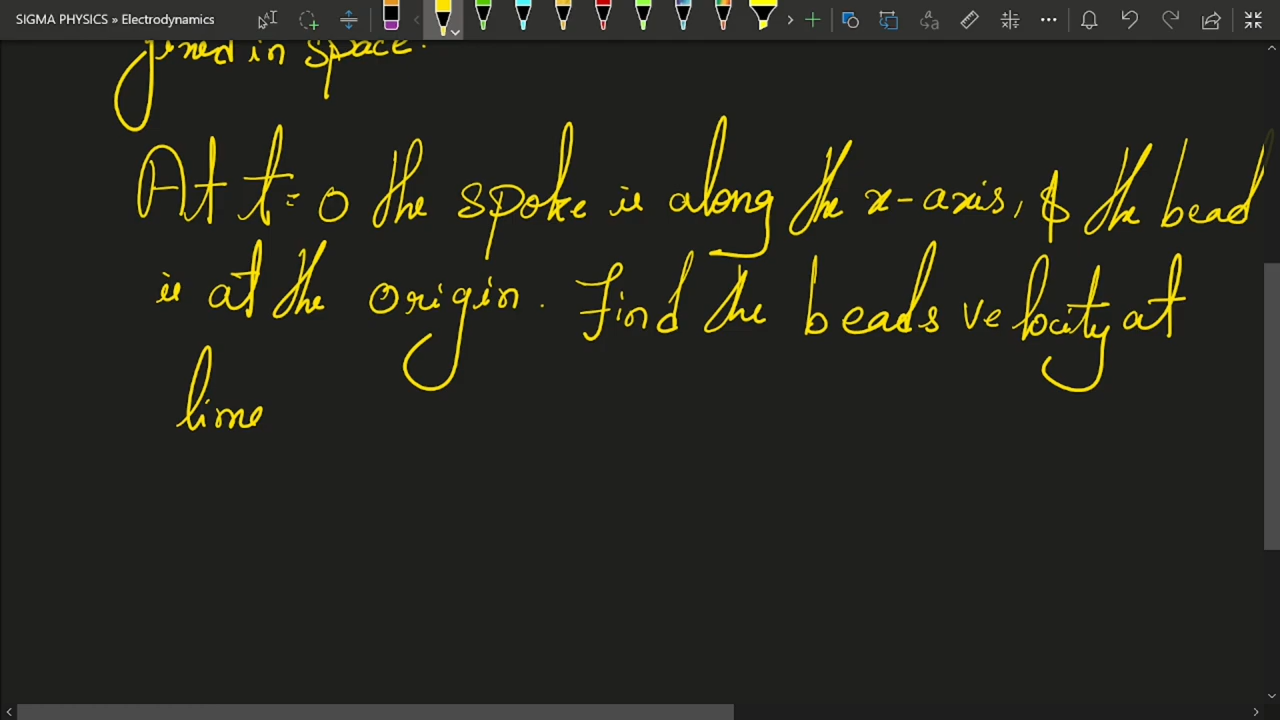 SIGMA PHYSICS » Electrodynamics
fixed in space.
At t = 0 the spoke is along the x-axis, & the bead
is at the origin. Find the beads velocity at
time